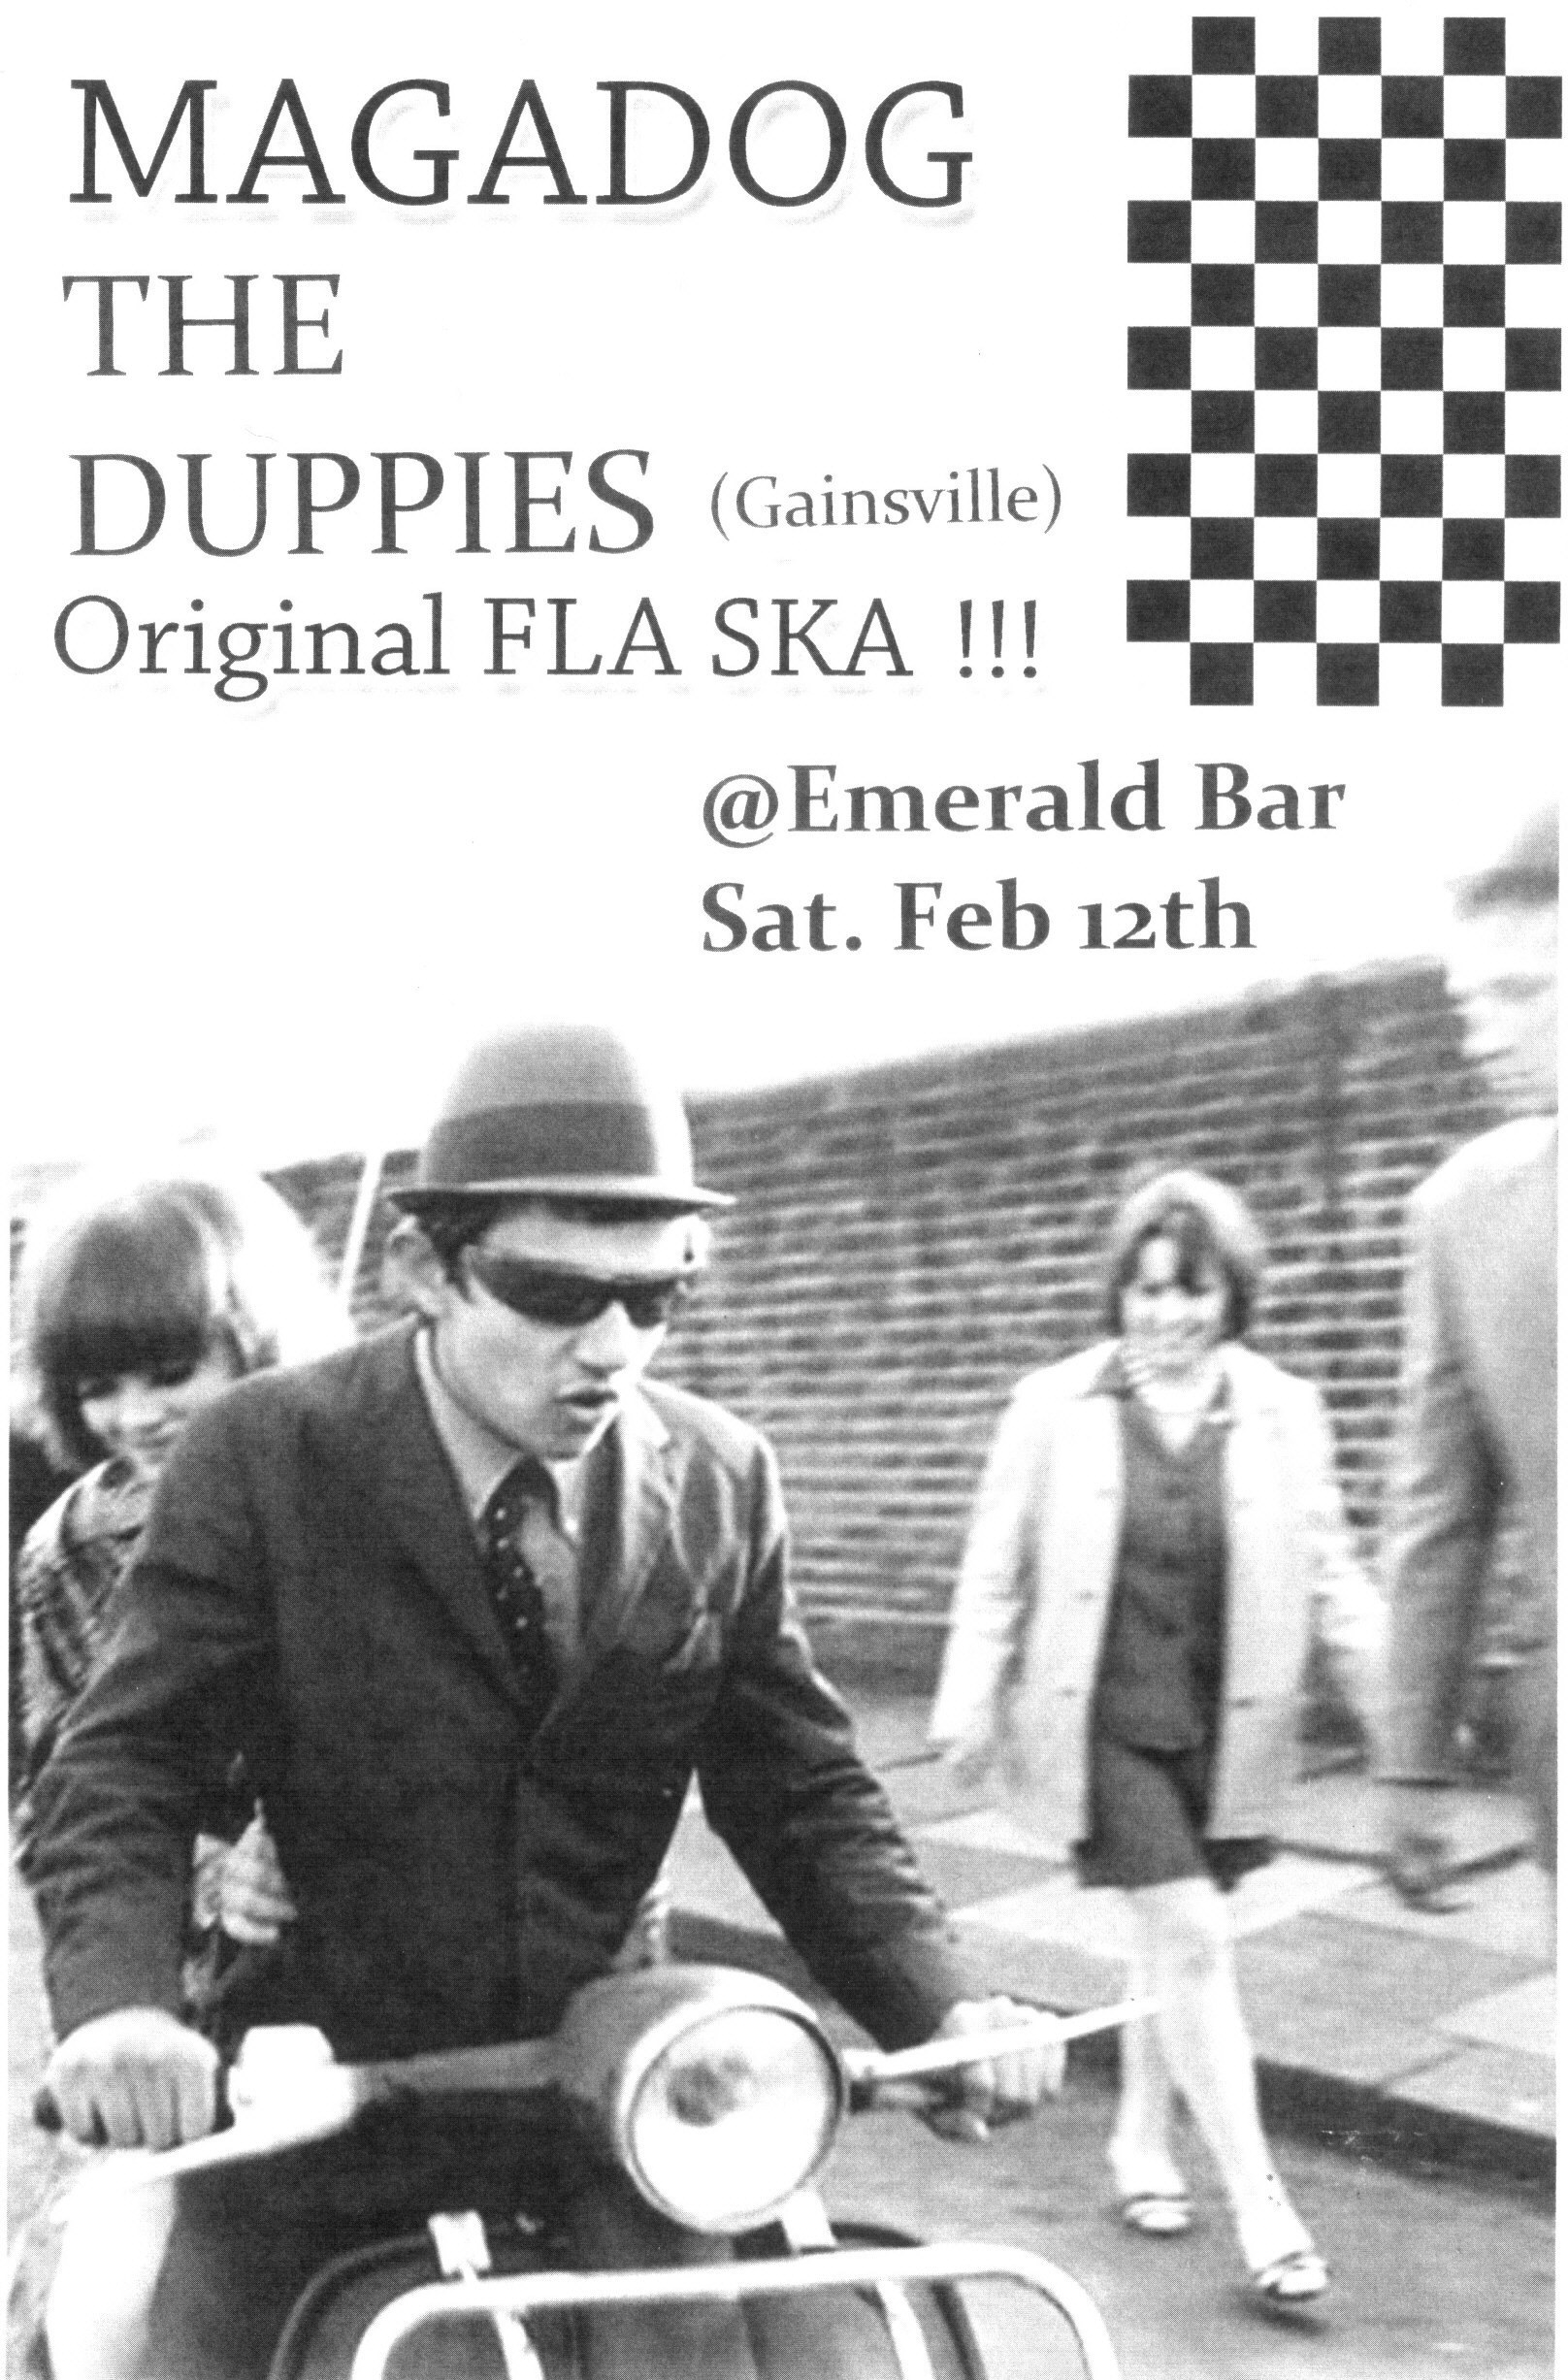 MAGADOG
THE
DUPPIES (Gainsville)
Original FLA SKA !!!
@Emerald Bar
Sat. Feb 12th